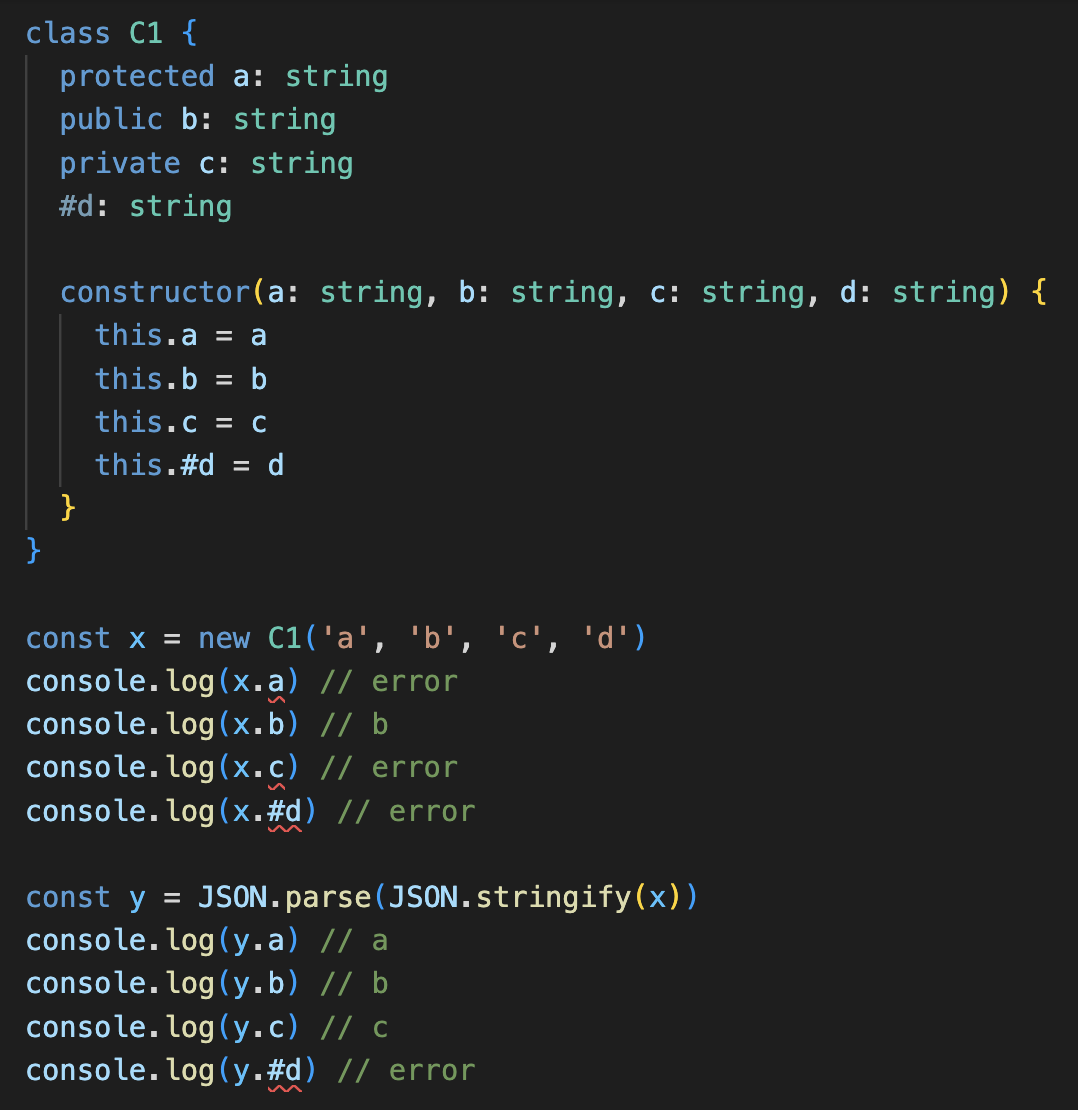 class C1 {
  protected a: string
  public b: string
  private c: string
  #d: string

  constructor(a: string, b: string, c: string, d: string) {
    this.a = a
    this.b = b
    this.c = c
    this.#d = d
  }
}

const x = new C1('a', 'b', 'c', 'd')
console.log(x.a) // error
console.log(x.b) // b
console.log(x.c) // error
console.log(x.#d) // error

const y = JSON.parse(JSON.stringify(x))
console.log(y.a) // a
console.log(y.b) // b
console.log(y.c) // c
console.log(y.#d) // error